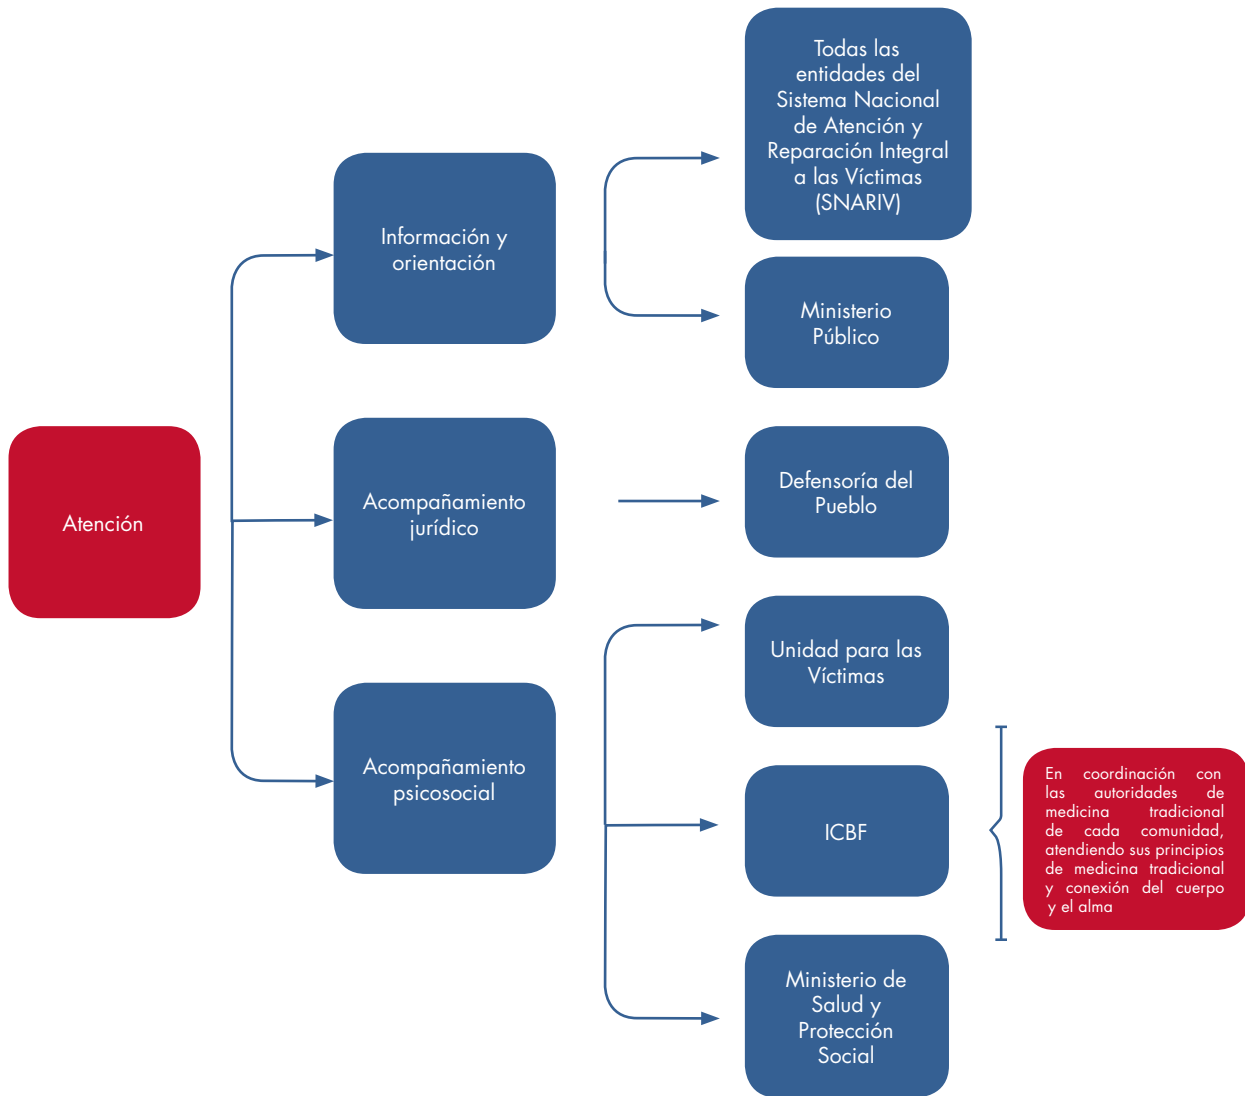 Todas las
entidades del
Sistema Nacional
de Atención y
Reparación Integral
a las Víctimas
(SNARIV)
Información y
orientación
Ministerio
Público
Atención
Acompañamiento
jurídico
Defensoría del
Pueblo
Unidad para las
Víctimas
Acompañamiento
psicosocial
ICBF
En coordinación con
las autoridades de
medicina tradicional
de cada comunidad,
atendiendo sus principios
de medicina tradicional
y conexión del cuerpo
y el alma
Ministerio de
Salud y
Protección
Social